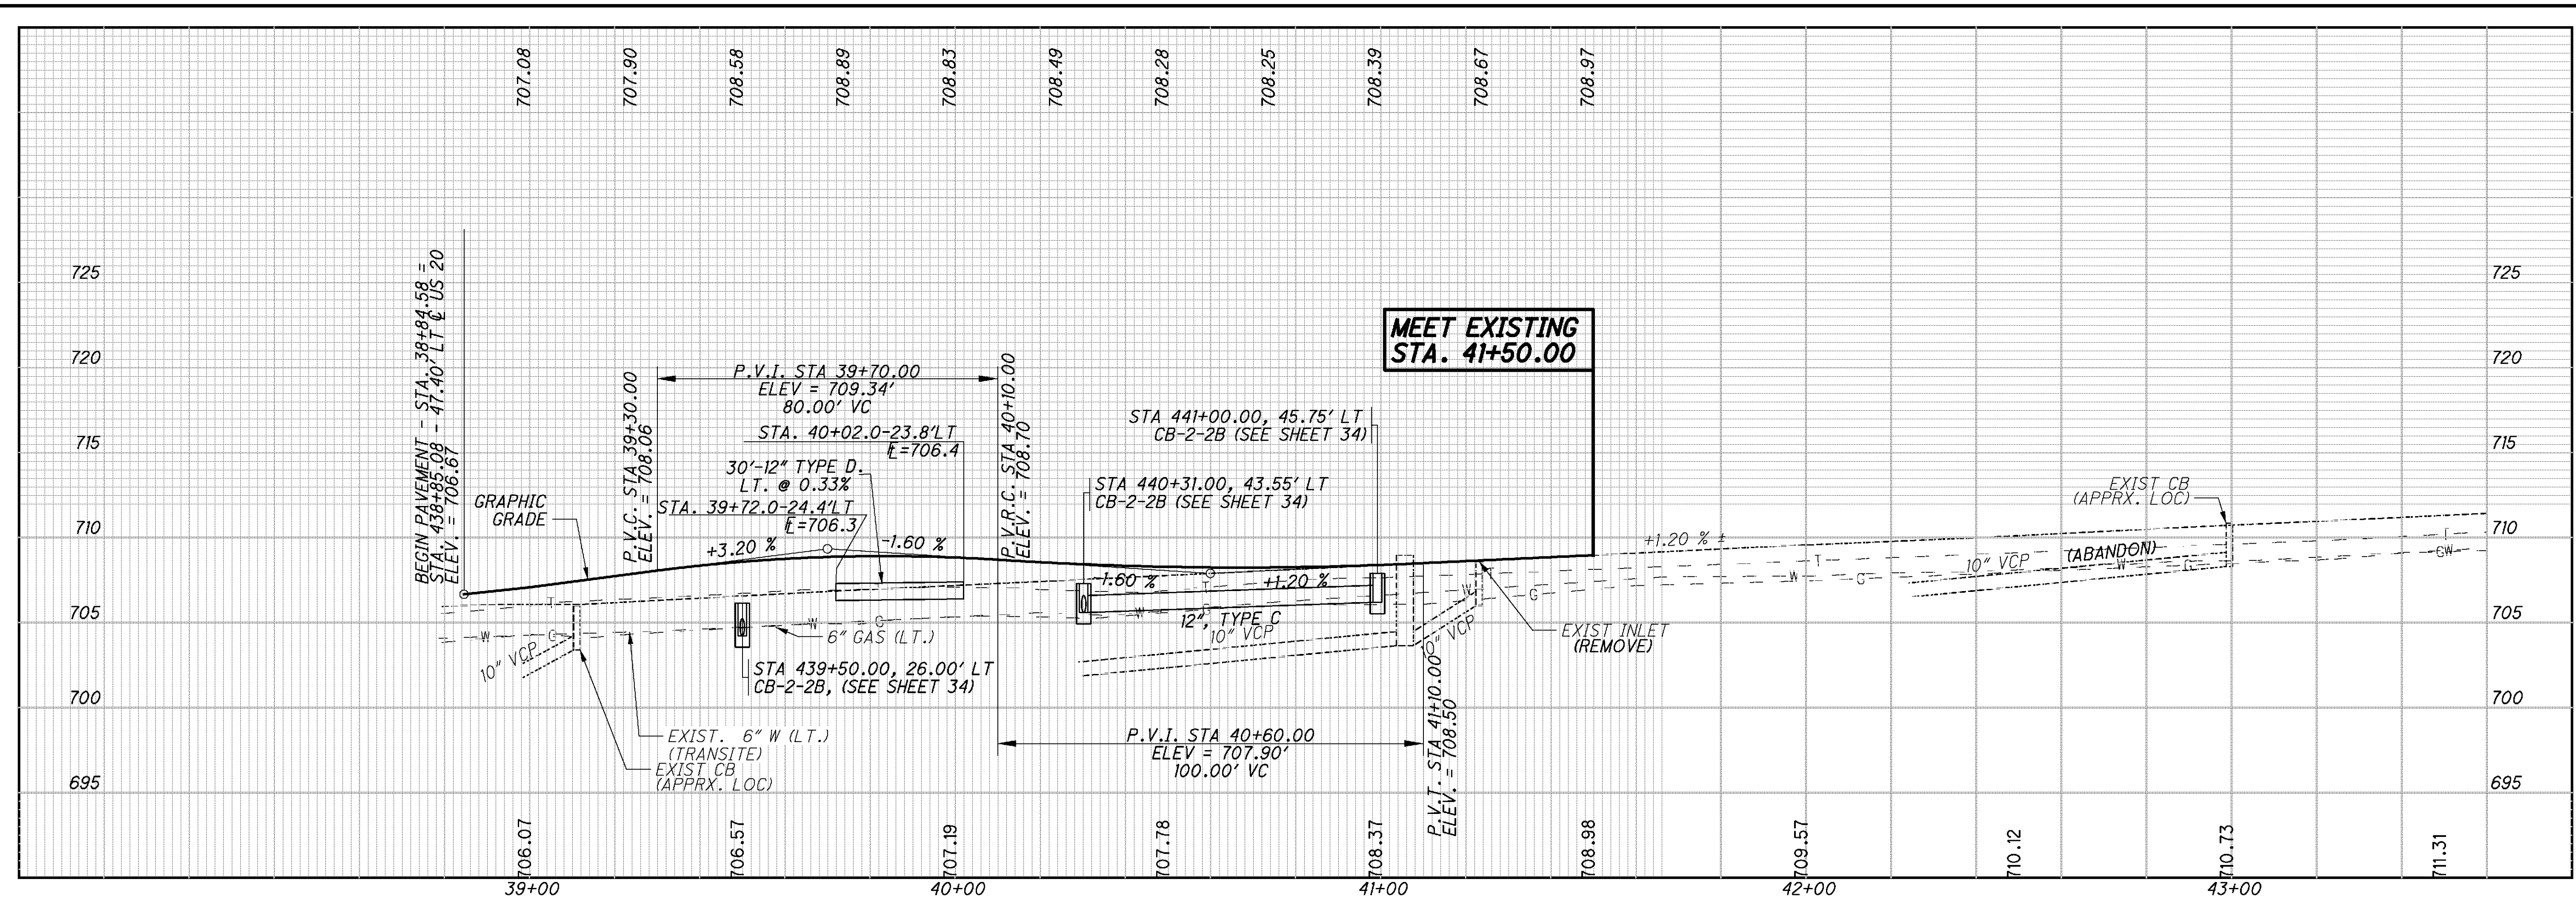 707.08
707.90
708.58
708.89
708.83
708.49
708.28
708.25
708.39
708.67
708.97
725
725
720
720
715
715
710
710
705
705
700
700
695
695
BEGIN PAVEMENT - STA. 38+84.58 =
STA. 438+85.08 - 47.40' LT ℄ US 20
ELEV. = 706.67
GRAPHIC
GRADE
P.V.C. STA 39+30.00
ELEV. = 708.06
P.V.I. STA 39+70.00
ELEV = 709.34'
80.00' VC
STA. 40+02.0-23.8'LT
=706.4
30'-12" TYPE D.
LT. @ 0.33%
STA. 39+72.0-24.4'LT
=706.3
+3.20 %
-1.60 %
P.V.R.C. STA 40+10.00
ELEV. = 708.70
MEET EXISTING
STA. 41+50.00
STA 441+00.00, 45.75' LT
CB-2-2B (SEE SHEET 34)
STA 440+31.00, 43.55' LT
CB-2-2B (SEE SHEET 34)
-1.60 %
+1.20 %
12", TYPE C
10" VCP
0" VCP
+1.20 % ±
EXIST CB
(APPRX. LOC)
10" VCP
(ABANDON)
T
T
T
T
W
G
W
G
W
G
W
G
W
G
W
G
GW
10" VCP
6" GAS (LT.)
STA 439+50.00, 26.00' LT
CB-2-2B, (SEE SHEET 34)
EXIST. 6" W (LT.)
(TRANSITE)
EXIST CB
(APPRX. LOC)
EXIST INLET
(REMOVE)
P.V.I. STA 40+60.00
ELEV = 707.90'
100.00' VC
P.V.T. STA 41+10.00
ELEV. = 708.50
706.07
706.57
707.19
707.78
708.37
708.98
709.57
710.12
710.73
711.31
39+00
40+00
41+00
42+00
43+00